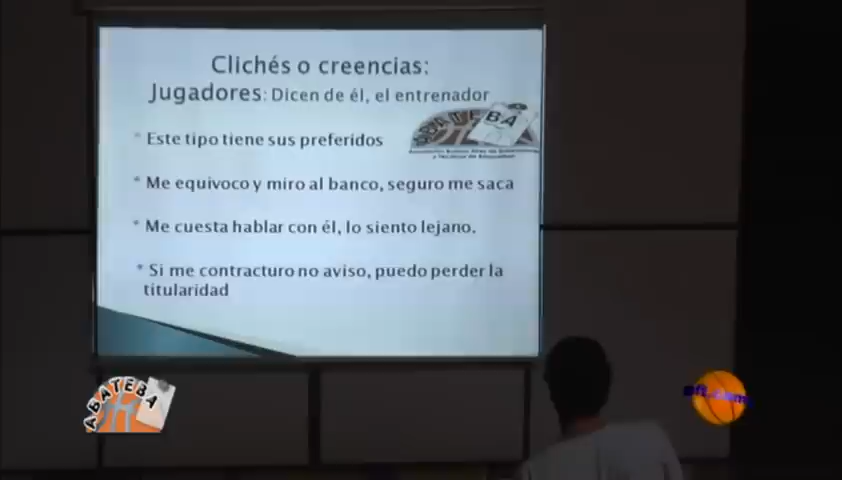 Clichés o creencias:
Jugadores: Dicen de él, el entrenador
* Este tipo tiene sus preferidos
ABATEBA
* Me equivoco y miro al banco, seguro me saca
* Me cuesta hablar con él, lo siento lejano.
* Si me contracturo no aviso, puedo perder la
titularidad
ABATEBA